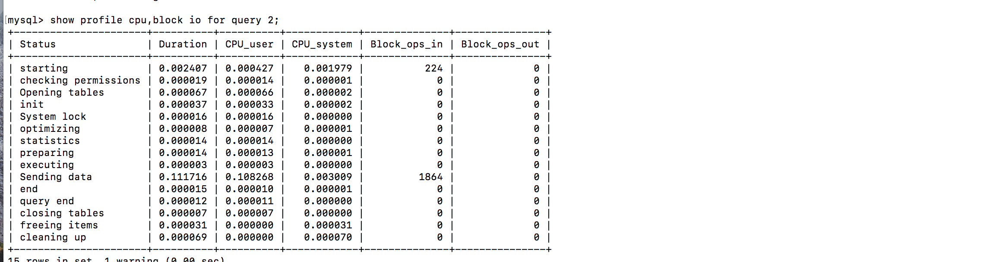 mysql> show profile cpu,block io for query 2;
+----------------------+----------+----------+------------+--------------+---------------+
| Status               | Duration | CPU_user | CPU_system | Block_ops_in | Block_ops_out |
+----------------------+----------+----------+------------+--------------+---------------+
| starting             | 0.002407 | 0.000427 |   0.001979 |          224 |             0 |
| checking permissions | 0.000019 | 0.000014 |   0.000001 |            0 |             0 |
| Opening tables       | 0.000067 | 0.000066 |   0.000002 |            0 |             0 |
| init                 | 0.000037 | 0.000033 |   0.000002 |            0 |             0 |
| System lock          | 0.000016 | 0.000016 |   0.000000 |            0 |             0 |
| optimizing           | 0.000008 | 0.000007 |   0.000001 |            0 |             0 |
| statistics           | 0.000014 | 0.000014 |   0.000000 |            0 |             0 |
| preparing            | 0.000014 | 0.000013 |   0.000001 |            0 |             0 |
| executing            | 0.000003 | 0.000003 |   0.000000 |            0 |             0 |
| Sending data         | 0.111716 | 0.108268 |   0.003009 |         1864 |             0 |
| end                  | 0.000015 | 0.000010 |   0.000001 |            0 |             0 |
| query end            | 0.000012 | 0.000011 |   0.000000 |            0 |             0 |
| closing tables       | 0.000007 | 0.000007 |   0.000000 |            0 |             0 |
| freeing items        | 0.000031 | 0.000000 |   0.000031 |            0 |             0 |
| cleaning up          | 0.000069 | 0.000000 |   0.000070 |            0 |             0 |
+----------------------+----------+----------+------------+--------------+---------------+
15 rows in set, 1 warning (0.00 sec)